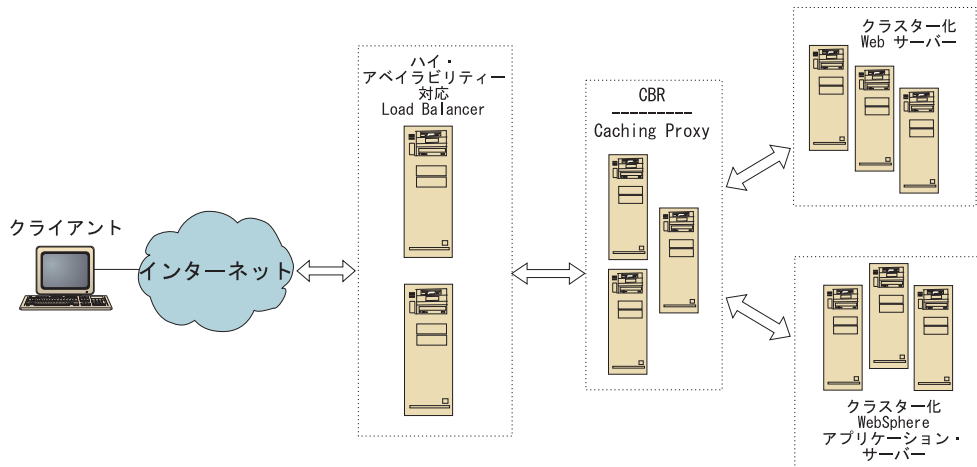 クライアント
インターネット
ハイ・
アベイラビリティー
対応
Load Balancer
CBR
---------
Caching Proxy
クラスター化
Web サーバー
クラスター化
WebSphere
アプリケーション・
サーバー